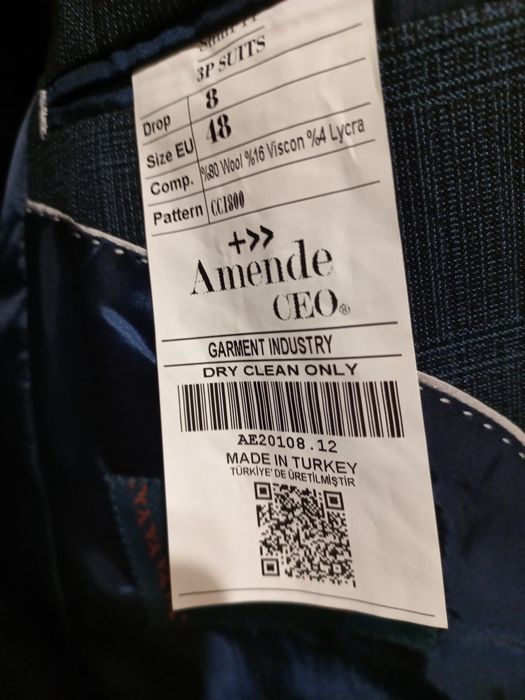 3P SUITS
Drop 8
Size EU 48
Comp. %80 Wool %16 Viscon %4 Lycra
Pattern CC1800
+>>
Amende
CEO®
GARMENT INDUSTRY
DRY CLEAN ONLY
AE20108.12
MADE IN TURKEY
TÜRKİYE'DE ÜRETİLMİŞTİR